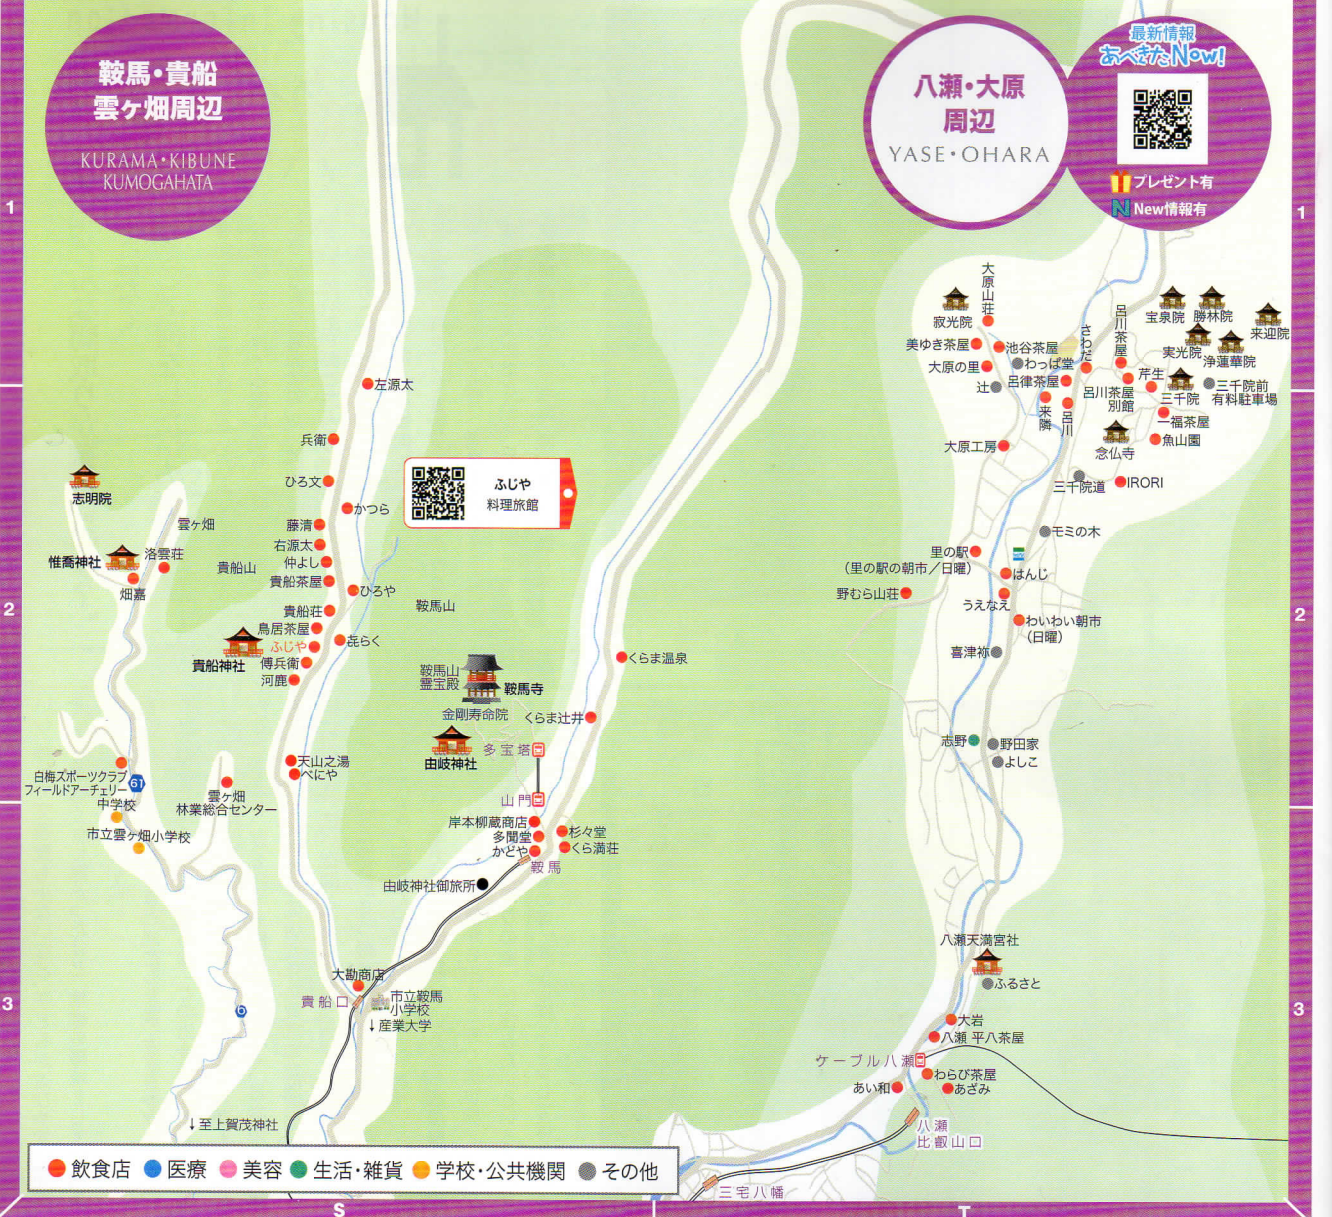 鞍馬・貴船
雲ヶ畑周辺
KURAMA・KIBUNE
KUMOGAHATA
八瀬・大原
周辺
YASE・OHARA
最新情報
あべきたNow!
プレゼント有
N New情報有
1
1
左源太
兵衛
ひろ文
かつら
藤清
右源太
仲よし
貴船茶屋
ひろや
貴船荘
鳥居茶屋
ふじや
㐂らく
傅兵衛
河鹿
貴船神社
貴船山
鞍馬山
ふじや
料理旅館
志明院
雲ヶ畑
惟喬神社
洛雲荘
畑嘉
2
2
鞍馬山
霊宝殿
鞍馬寺
金剛寿命院
由岐神社
多宝塔
山門
くらま温泉
くらま辻井
天山之湯
べにや
白梅スポーツクラブ
フィールドアーチェリー
61
中学校
市立雲ヶ畑小学校
雲ヶ畑
林業総合センター
岸本柳蔵商店
多聞堂
かどや
杉々堂
くら満荘
鞍馬
由岐神社御旅所
大勘商店
貴船口
市立鞍馬
小学校
↓産業大学
6
↓至上賀茂神社
3
3
大原山荘
寂光院
美ゆき茶屋
大原の里
辻
池谷茶屋
わっぱ堂
呂律茶屋
さわだ
呂川茶屋
来隣
呂川
呂川茶屋
別館
宝泉院
勝林院
来迎院
実光院
浄蓮華院
芹生
三千院
三千院前
有料駐車場
一福茶屋
魚山園
念仏寺
大原工房
三千院道
IRORI
モミの木
里の駅
(里の駅の朝市/日曜)
はんじ
野むら山荘
うえなえ
わいわい朝市
(日曜)
喜津祢
志野
野田家
よしこ
八瀬天満宮社
ふるさと
大岩
八瀬 平八茶屋
ケーブル八瀬
わらび茶屋
あい和
あざみ
八瀬
比叡山口
三宅八幡
飲食店 医療 美容 生活・雑貨 学校・公共機関 その他
S
T